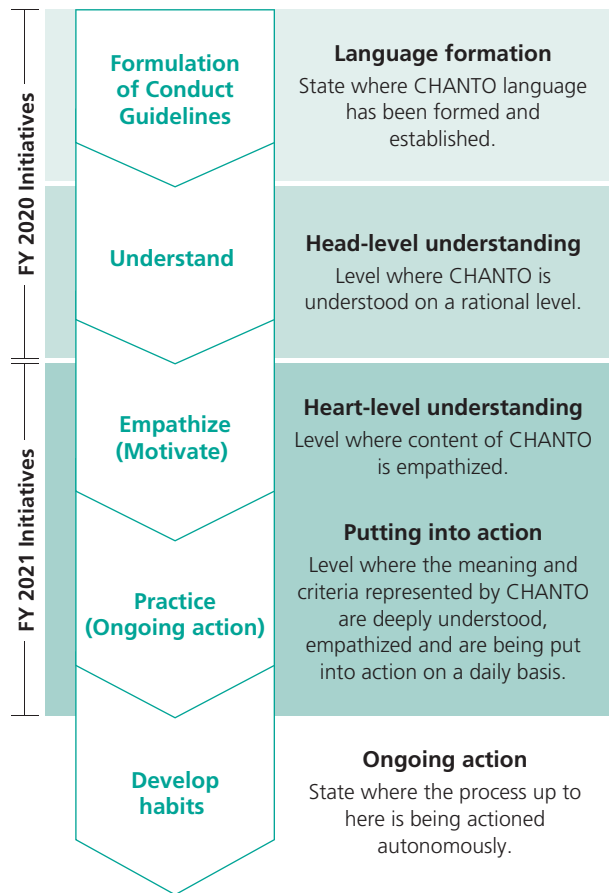 FY 2020 Initiatives
Formulation
of Conduct
Guidelines
Language formation
State where CHANTO language
has been formed and
established.
Understand
Head-level understanding
Level where CHANTO is
understood on a rational level.
FY 2021 Initiatives
Empathize
(Motivate)
Heart-level understanding
Level where content of CHANTO
is empathized.
Practice
(Ongoing action)
Putting into action
Level where the meaning and
criteria represented by CHANTO
are deeply understood,
empathized and are being put
into action on a daily basis.
Develop
habits
Ongoing action
State where the process up to
here is being actioned
autonomously.